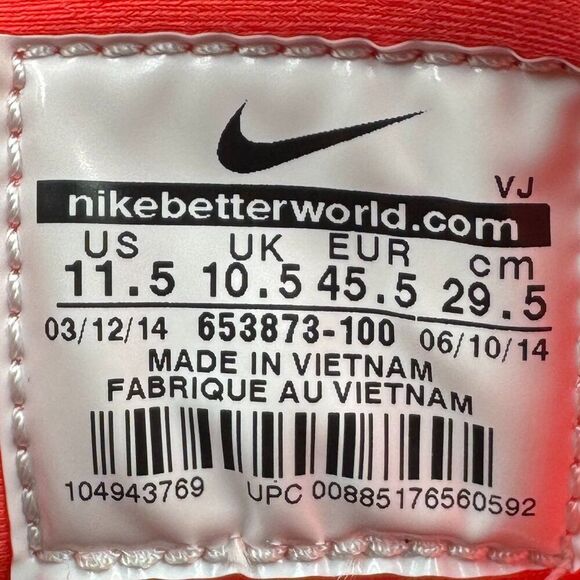 VJ
nikebetterworld.com
US UK EUR cm
11.5 10.5 45.5 29.5
03/12/14 653873-100 06/10/14
MADE IN VIETNAM
FABRIQUE AU VIETNAM
104943769 UPC 00885176560592